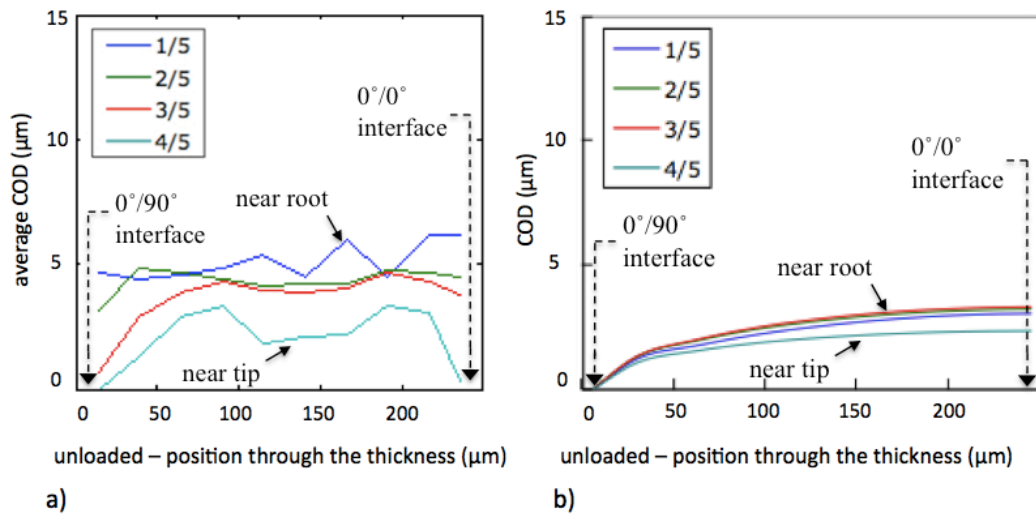 15
1/5
2/5
3/5
4/5
0˚/0˚
interface
10
average COD (µm)
0˚/90˚
interface
near root
5
near tip
0
0
50
100
150
200
unloaded – position through the thickness (µm)
a)
15
1/5
2/5
3/5
4/5
10
0˚/0˚
interface
COD (µm)
0˚/90˚
interface
near root
5
near tip
0
0
50
100
150
200
unloaded – position through the thickness (µm)
b)